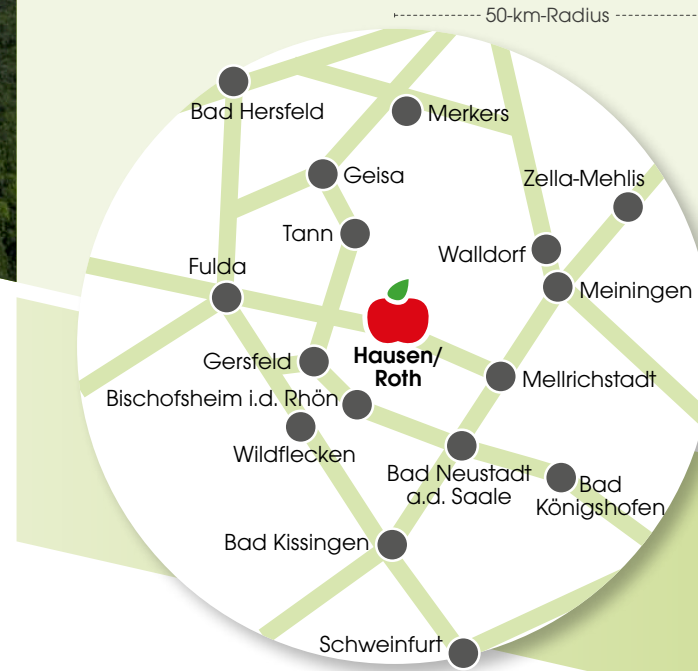 50-km-Radius
Bad Hersfeld
Merkers
Geisa
Zella-Mehlis
Tann
Walldorf
Fulda
Meiningen
Hausen/
Roth
Gersfeld
Mellrichstadt
Bischofsheim i.d. Rhön
Wildflecken
Bad Neustadt
a.d. Saale
Bad
Königshofen
Bad Kissingen
Schweinfurt